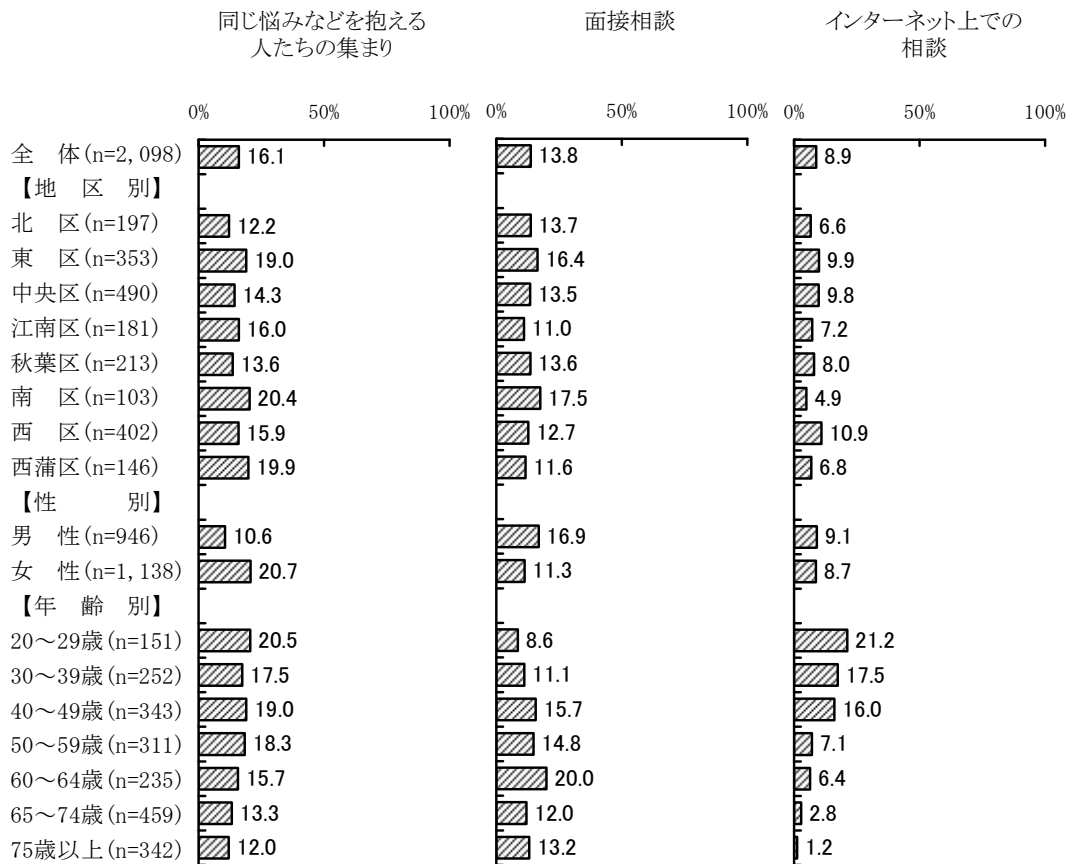 同じ悩みなどを抱える 面接相談 インターネット上での
人たちの集まり 相談
0% 50% 100% 0% 50% 100% 0% 50% 100%
全 体(n=2,098) 16.1 13.8 8.9
【地 区 別】
北 区(n=197) 12.2 13.7 6.6
東 区(n=353) 19.0 16.4 9.9
中央区(n=490) 14.3 13.5 9.8
江南区(n=181) 16.0 11.0 7.2
秋葉区(n=213) 13.6 13.6 8.0
南 区(n=103) 20.4 17.5 4.9
西 区(n=402) 15.9 12.7 10.9
西蒲区(n=146) 19.9 11.6 6.8
【性 別】
男 性(n=946) 10.6 16.9 9.1
女 性(n=1,138) 20.7 11.3 8.7
【年 齢 別】
20～29歳(n=151) 20.5 8.6 21.2
30～39歳(n=252) 17.5 11.1 17.5
40～49歳(n=343) 19.0 15.7 16.0
50～59歳(n=311) 18.3 14.8 7.1
60～64歳(n=235) 15.7 20.0 6.4
65～74歳(n=459) 13.3 12.0 2.8
75歳以上(n=342) 12.0 13.2 1.2